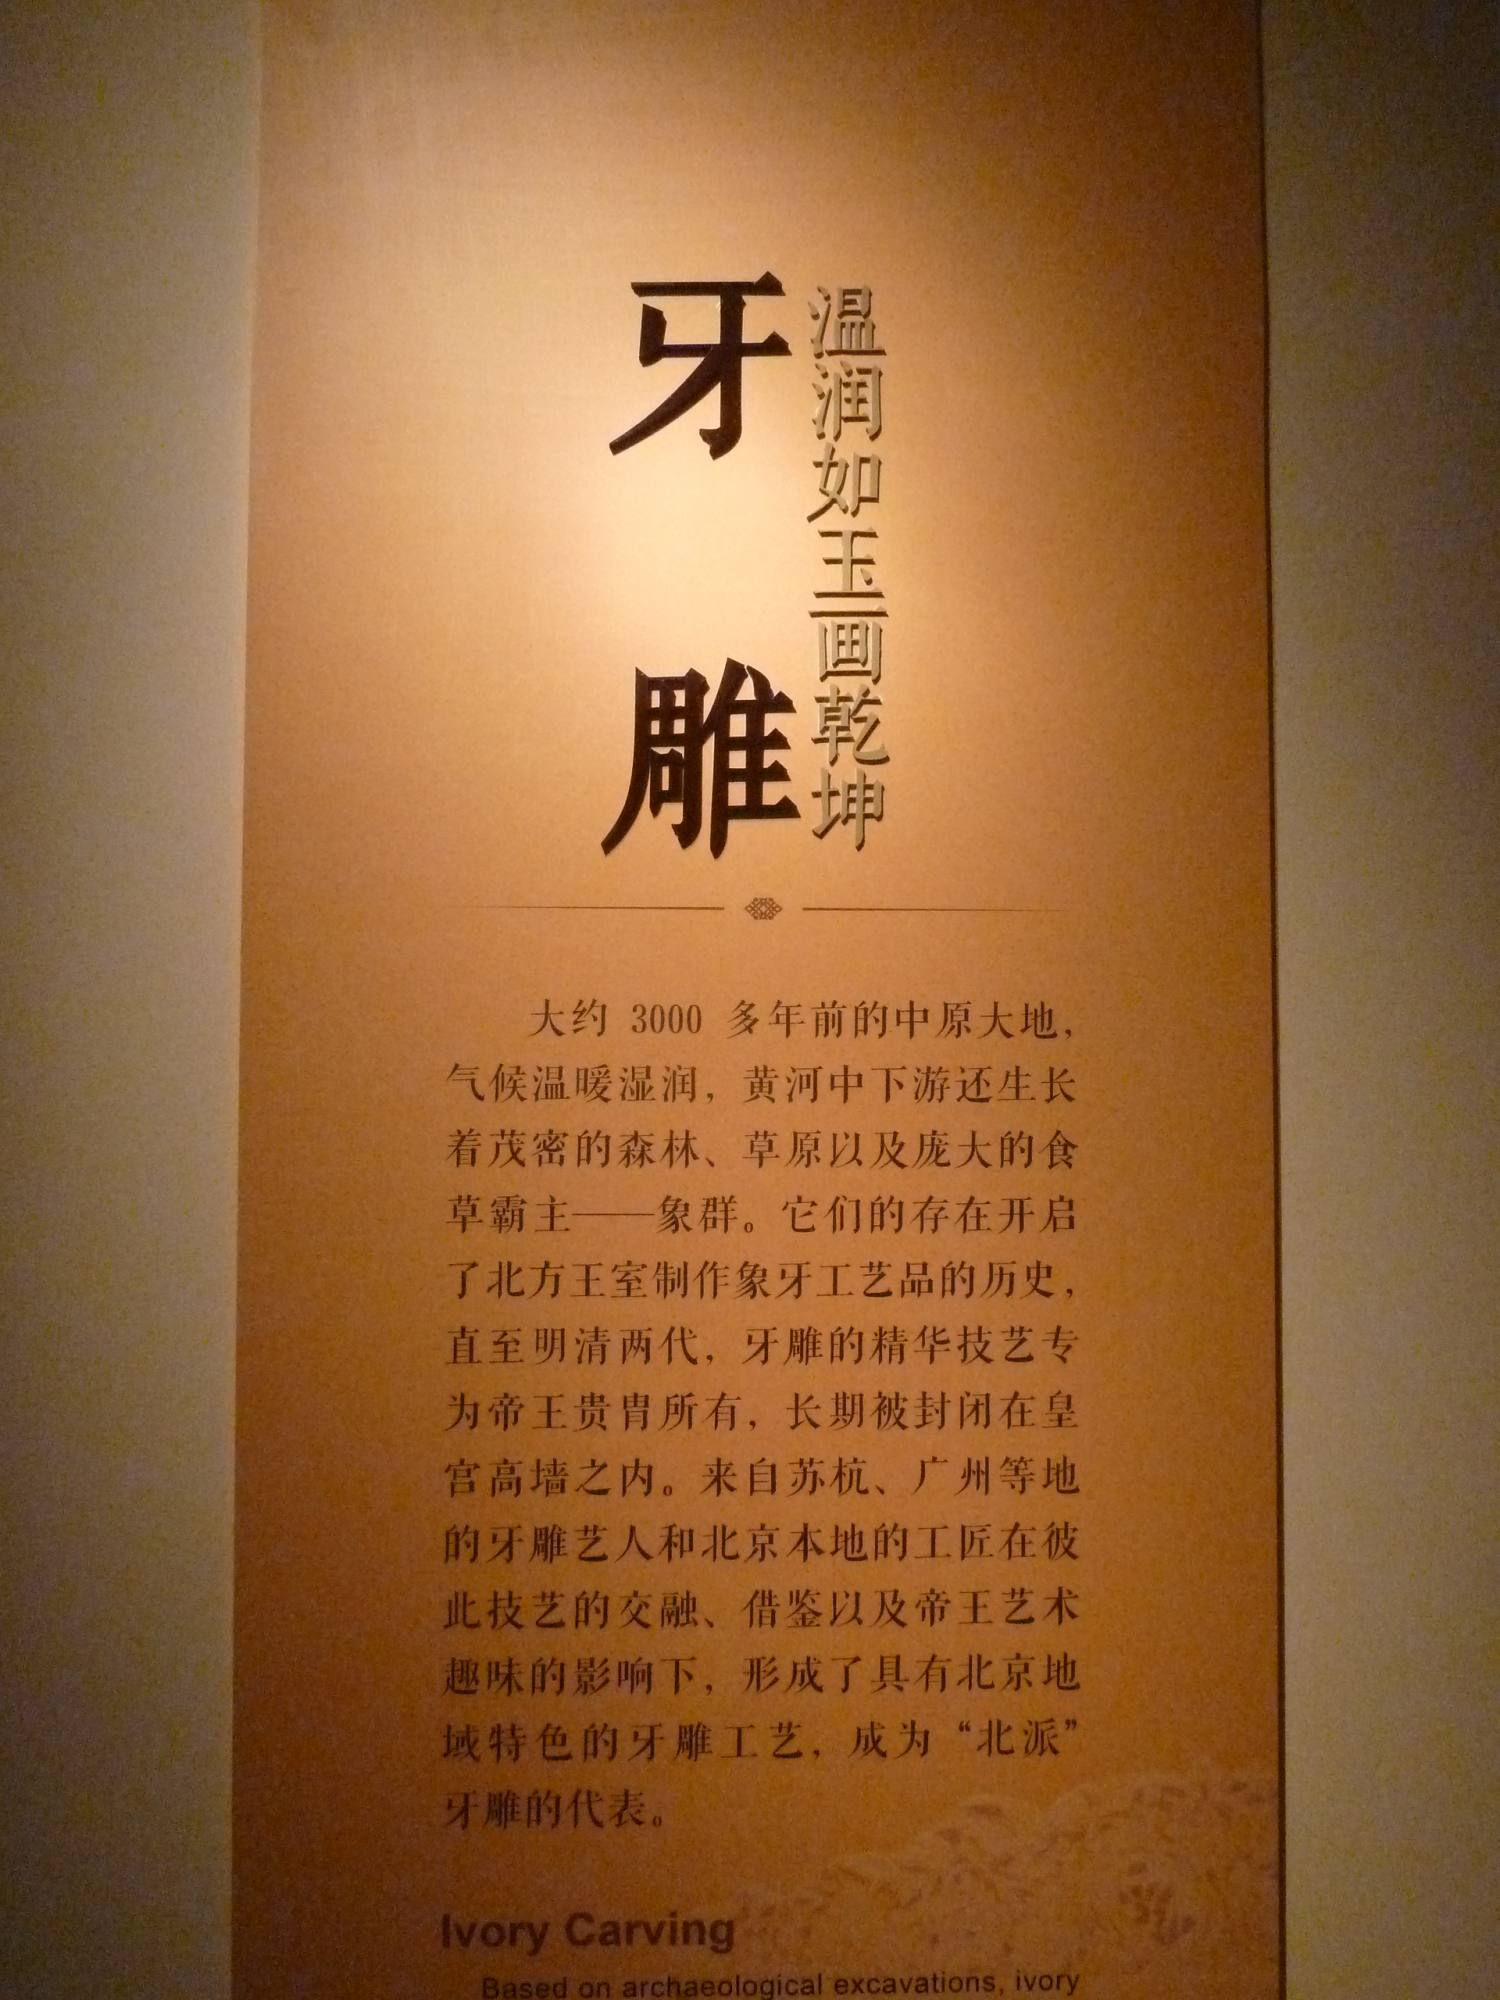 牙雕
温润如玉画乾坤
大约 3000 多年前的中原大地，
气候温暖湿润，黄河中下游还生长
着茂密的森林、草原以及庞大的食
草霸主——象群。它们的存在开启
了北方王室制作象牙工艺品的历史，
直至明清两代，牙雕的精华技艺专
为帝王贵胄所有，长期被封闭在皇
宫高墙之内。来自苏杭、广州等地
的牙雕艺人和北京本地的工匠在彼
此技艺的交融、借鉴以及帝王艺术
趣味的影响下，形成了具有北京地
域特色的牙雕工艺，成为“北派”
牙雕的代表。
Ivory Carving
Based on archaeological excavations, ivory